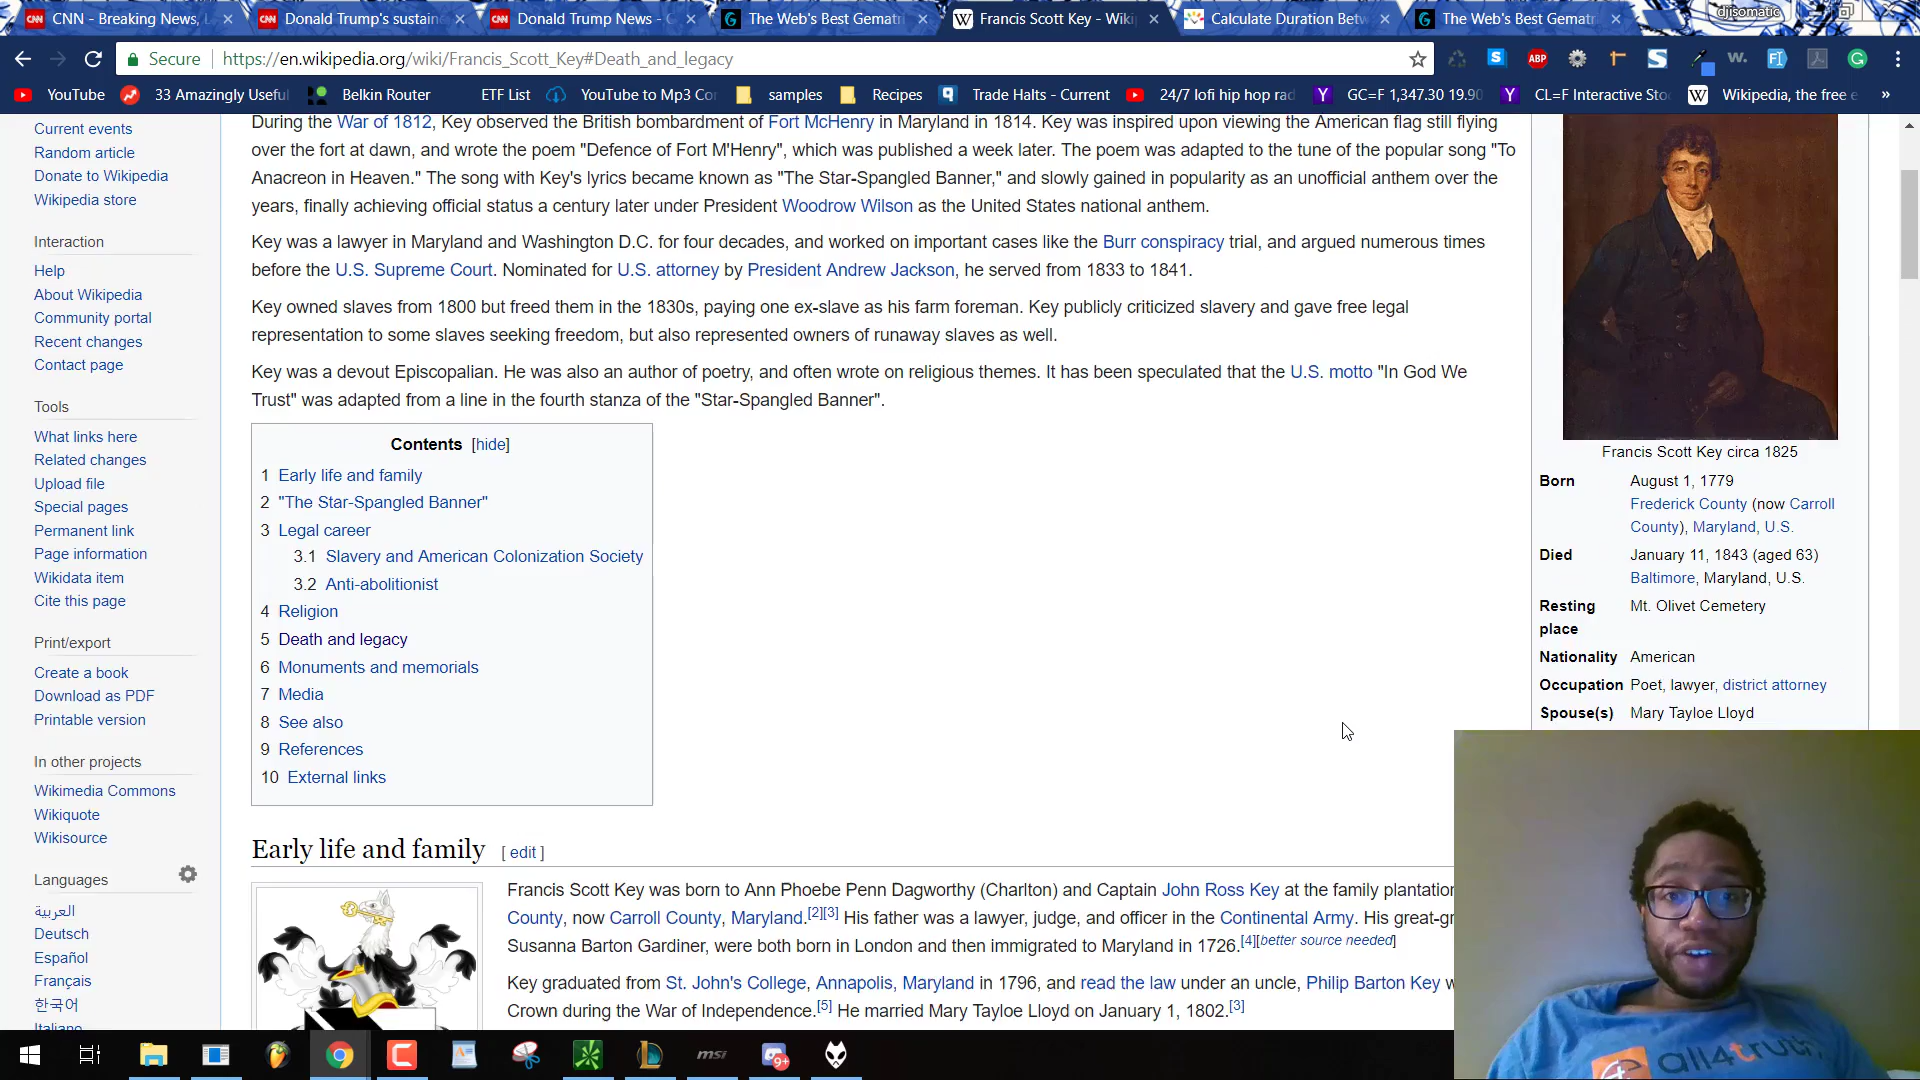 CNN - Breaking News, L
Donald Trump's sustain
Donald Trump News - C
The Web's Best Gematri
Francis Scott Key - Wiki
Calculate Duration Betw
The Web's Best Gematri
djisomatic
Secure
https://en.wikipedia.org/wiki/Francis_Scott_Key#Death_and_legacy
YouTube
33 Amazingly Useful
Belkin Router
ETF List
YouTube to Mp3 Cor
samples
Recipes
Trade Halts - Current
24/7 lofi hip hop rad
GC=F 1,347.30 19.90
CL=F Interactive Sto
Wikipedia, the free e
»
Current events
Random article
Donate to Wikipedia
Wikipedia store
Interaction
Help
About Wikipedia
Community portal
Recent changes
Contact page
Tools
What links here
Related changes
Upload file
Special pages
Permanent link
Page information
Wikidata item
Cite this page
Print/export
Create a book
Download as PDF
Printable version
In other projects
Wikimedia Commons
Wikiquote
Wikisource
Languages
العربية
Deutsch
Español
Français
한국어
Italiano
During the War of 1812, Key observed the British bombardment of Fort McHenry in Maryland in 1814. Key was inspired upon viewing the American flag still flying
over the fort at dawn, and wrote the poem "Defence of Fort M'Henry", which was published a week later. The poem was adapted to the tune of the popular song "To
Anacreon in Heaven." The song with Key's lyrics became known as "The Star-Spangled Banner," and slowly gained in popularity as an unofficial anthem over the
years, finally achieving official status a century later under President Woodrow Wilson as the United States national anthem.
Key was a lawyer in Maryland and Washington D.C. for four decades, and worked on important cases like the Burr conspiracy trial, and argued numerous times
before the U.S. Supreme Court. Nominated for U.S. attorney by President Andrew Jackson, he served from 1833 to 1841.
Key owned slaves from 1800 but freed them in the 1830s, paying one ex-slave as his farm foreman. Key publicly criticized slavery and gave free legal
representation to some slaves seeking freedom, but also represented owners of runaway slaves as well.
Key was a devout Episcopalian. He was also an author of poetry, and often wrote on religious themes. It has been speculated that the U.S. motto "In God We
Trust" was adapted from a line in the fourth stanza of the "Star-Spangled Banner".
Contents [hide]
1 Early life and family
2 "The Star-Spangled Banner"
3 Legal career
3.1 Slavery and American Colonization Society
3.2 Anti-abolitionist
4 Religion
5 Death and legacy
6 Monuments and memorials
7 Media
8 See also
9 References
10 External links
Early life and family [ edit ]
Francis Scott Key was born to Ann Phoebe Penn Dagworthy (Charlton) and Captain John Ross Key at the family plantation
County, now Carroll County, Maryland.[2][3] His father was a lawyer, judge, and officer in the Continental Army. His great-gr
Susanna Barton Gardiner, were both born in London and then immigrated to Maryland in 1726.[4][better source needed]
Key graduated from St. John's College, Annapolis, Maryland in 1796, and read the law under an uncle, Philip Barton Key w
Crown during the War of Independence.[5] He married Mary Tayloe Lloyd on January 1, 1802.[3]
Francis Scott Key circa 1825
Born August 1, 1779
Frederick County (now Carroll
County), Maryland, U.S.
Died January 11, 1843 (aged 63)
Baltimore, Maryland, U.S.
Resting place Mt. Olivet Cemetery
Nationality American
Occupation Poet, lawyer, district attorney
Spouse(s) Mary Tayloe Lloyd
all4truth
msi
9+